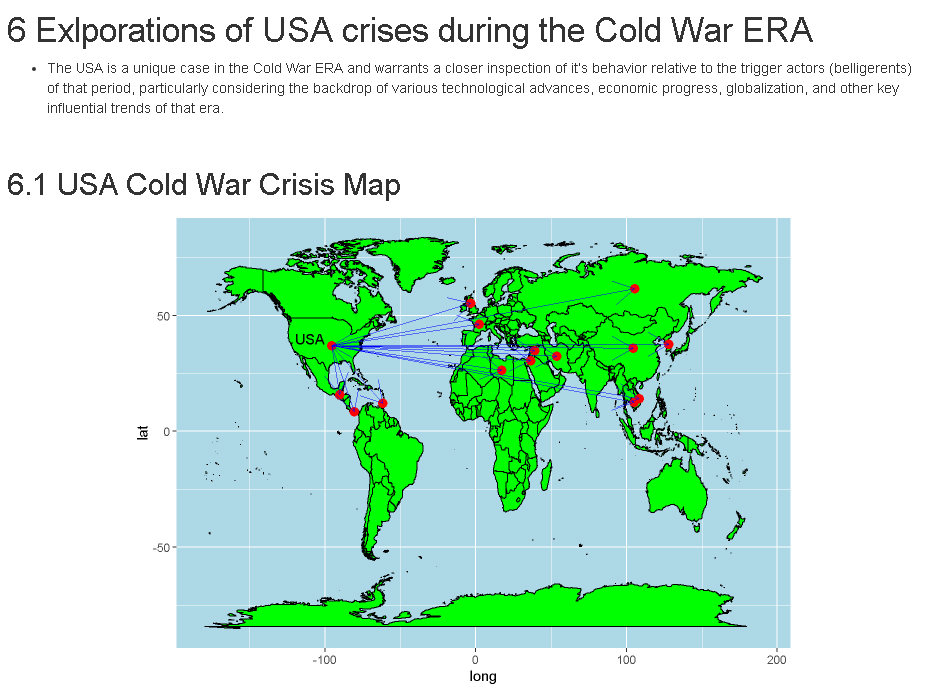 6 Exlporations of USA crises during the Cold War ERA
• The USA is a unique case in the Cold War ERA and warrants a closer inspection of it's behavior relative to the trigger actors (belligerents)
of that period, particularly considering the backdrop of various technological advances, economic progress, globalization, and other key
influential trends of that era.
6.1 USA Cold War Crisis Map
50
USA
lat
0
-50
-100 0 100 200
long